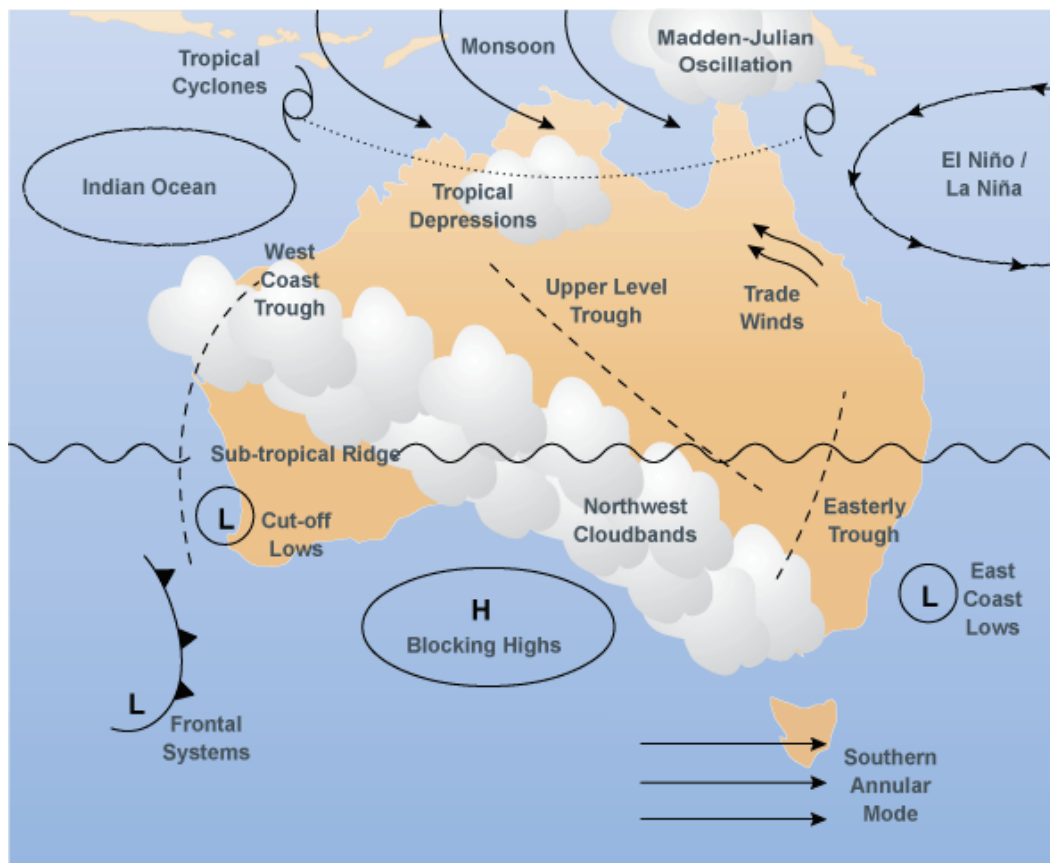 Madden-Julian
Oscillation
Monsoon
Tropical
Cyclones
El Niño /
La Niña
Indian Ocean
Tropical
Depressions
West
Coast
Trough
Upper Level
Trough
Trade
Winds
Sub-tropical Ridge
Northwest
Cloudbands
Easterly
Trough
L
Cut-off
Lows
L
East
Coast
Lows
H
Blocking Highs
L
Frontal
Systems
Southern
Annular
Mode